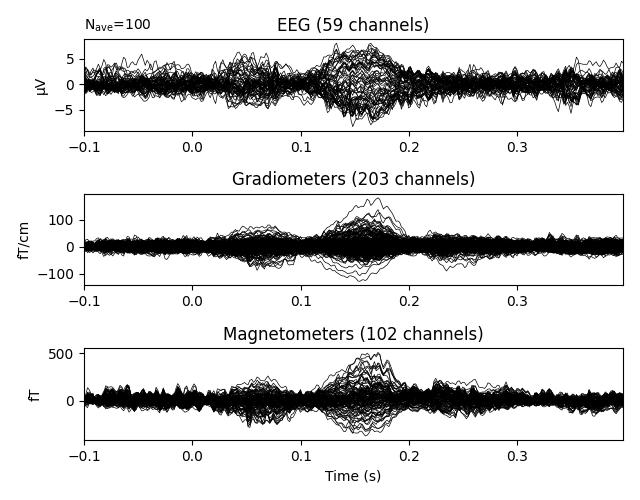 Nave=100
EEG (59 channels)
5
0
−5
µV
−0.1 0.0 0.1 0.2 0.3
Gradiometers (203 channels)
100
0
−100
fT/cm
−0.1 0.0 0.1 0.2 0.3
Magnetometers (102 channels)
500
0
fT
−0.1 0.0 0.1 0.2 0.3
Time (s)